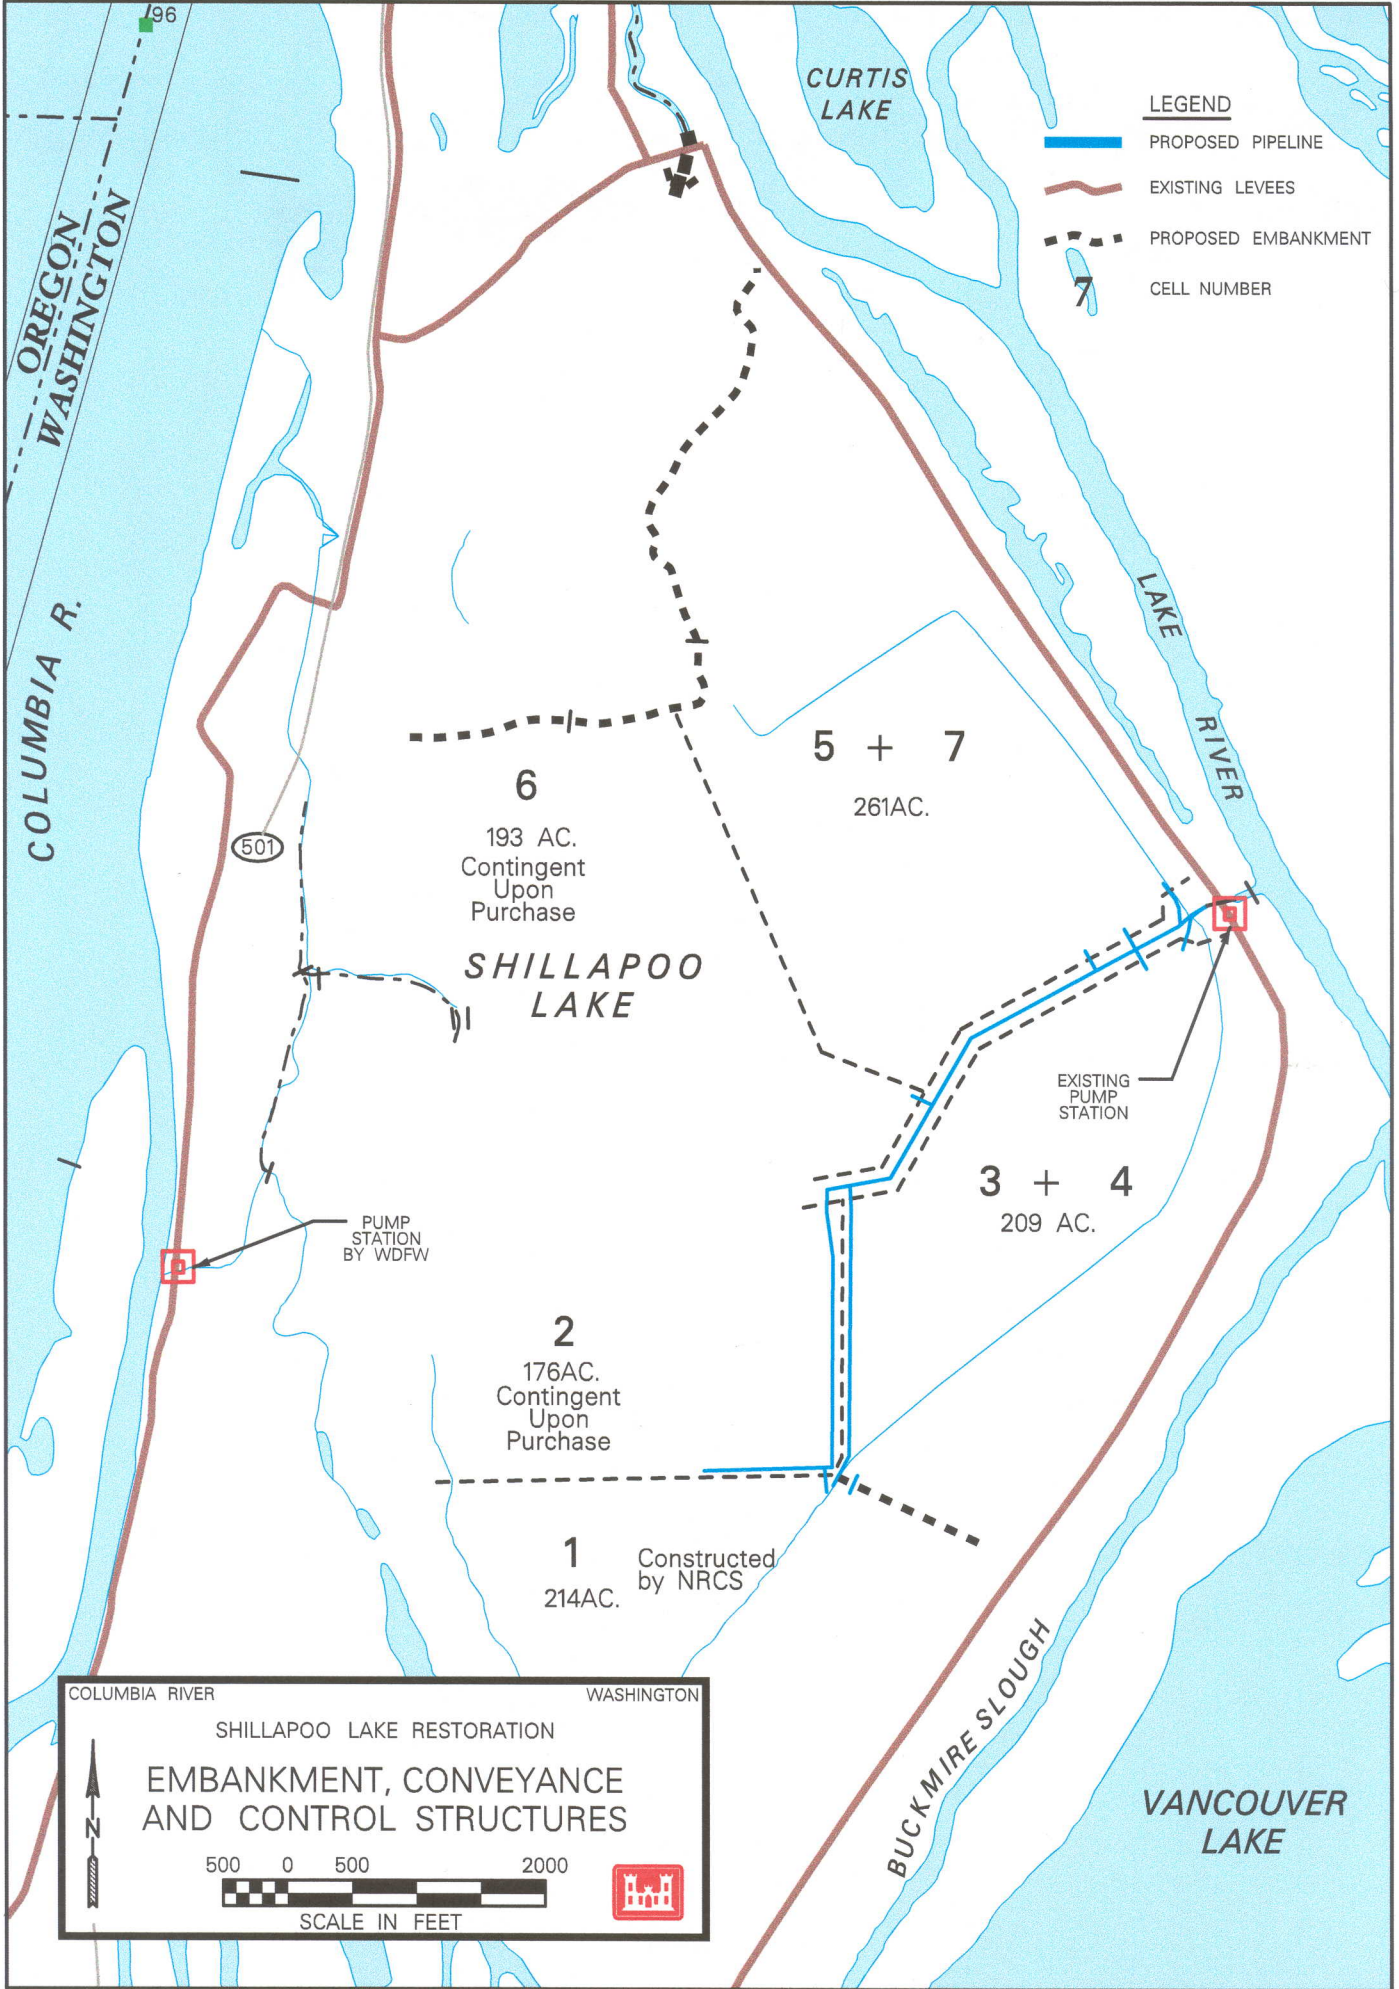 96
CURTIS
LAKE
LEGEND
PROPOSED PIPELINE
EXISTING LEVEES
PROPOSED EMBANKMENT
7
CELL NUMBER
OREGON
WASHINGTON
COLUMBIA R.
LAKE
RIVER
5 + 7
261AC.
6
193 AC.
Contingent
Upon
Purchase
501
SHILLAPOO
LAKE
EXISTING
PUMP
STATION
3 + 4
209 AC.
PUMP
STATION
BY WDFW
2
176AC.
Contingent
Upon
Purchase
1
214AC.
Constructed
by NRCS
BUCKMIRE SLOUGH
VANCOUVER
LAKE
COLUMBIA RIVER
WASHINGTON
SHILLAPOO LAKE RESTORATION
EMBANKMENT, CONVEYANCE
AND CONTROL STRUCTURES
N
500 0 500 2000
SCALE IN FEET